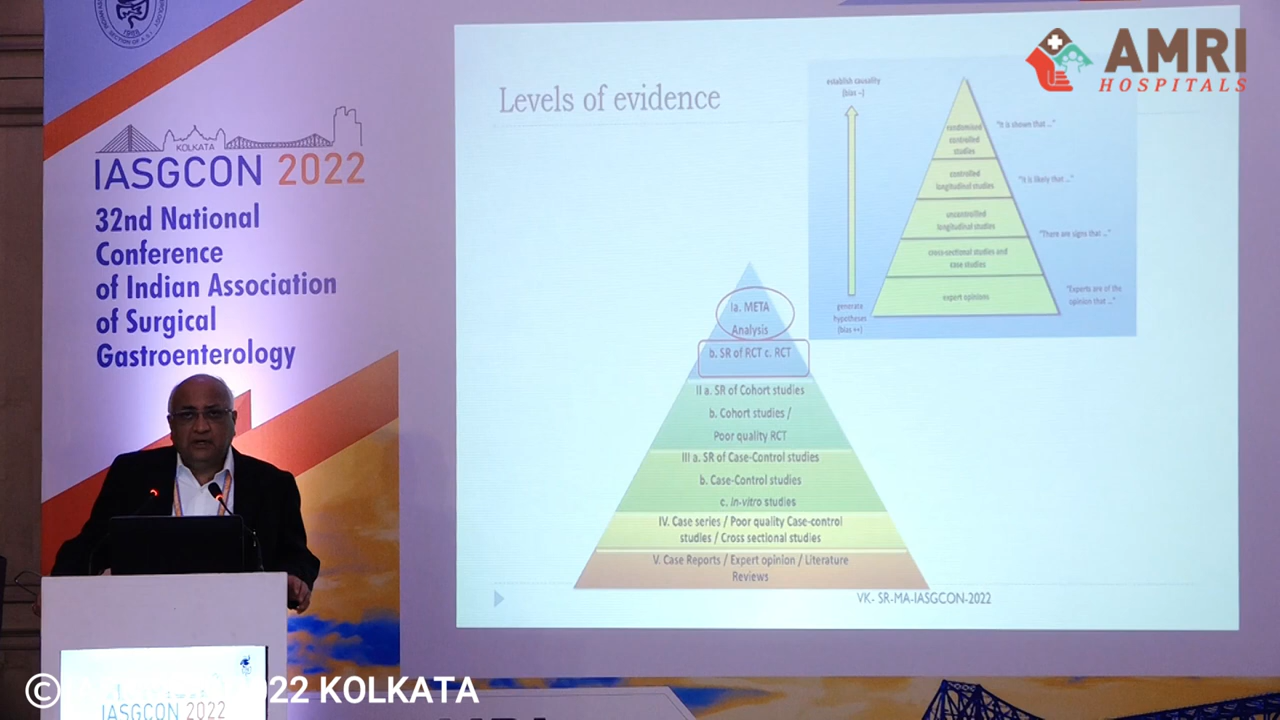 KOLKATA
IASGCON 2022
32nd National
Conference
of Indian Association
of Surgical
Gastroenterology
AMRI
HOSPITALS
Levels of evidence
establish causality
(bias –)
generate
hypotheses
(bias ++)
randomised
controlled
studies
"It is shown that ..."
controlled
longitudinal studies
"It is likely that ..."
uncontrolled
longitudinal studies
"There are signs that ..."
cross-sectional studies and
case studies
expert opinions
"Experts are of the
opinion that ..."
Ia. META
Analysis
b. SR of RCT c. RCT
II a. SR of Cohort studies
b. Cohort studies /
Poor quality RCT
III a. SR of Case-Control studies
b. Case-Control studies
c. In-vitro studies
IV. Case series / Poor quality Case-control
studies / Cross sectional studies
V. Case Reports / Expert opinion / Literature
Reviews
VK- SR-MA-IASGCON-2022
IASGCON 2022
© 22 KOLKATA